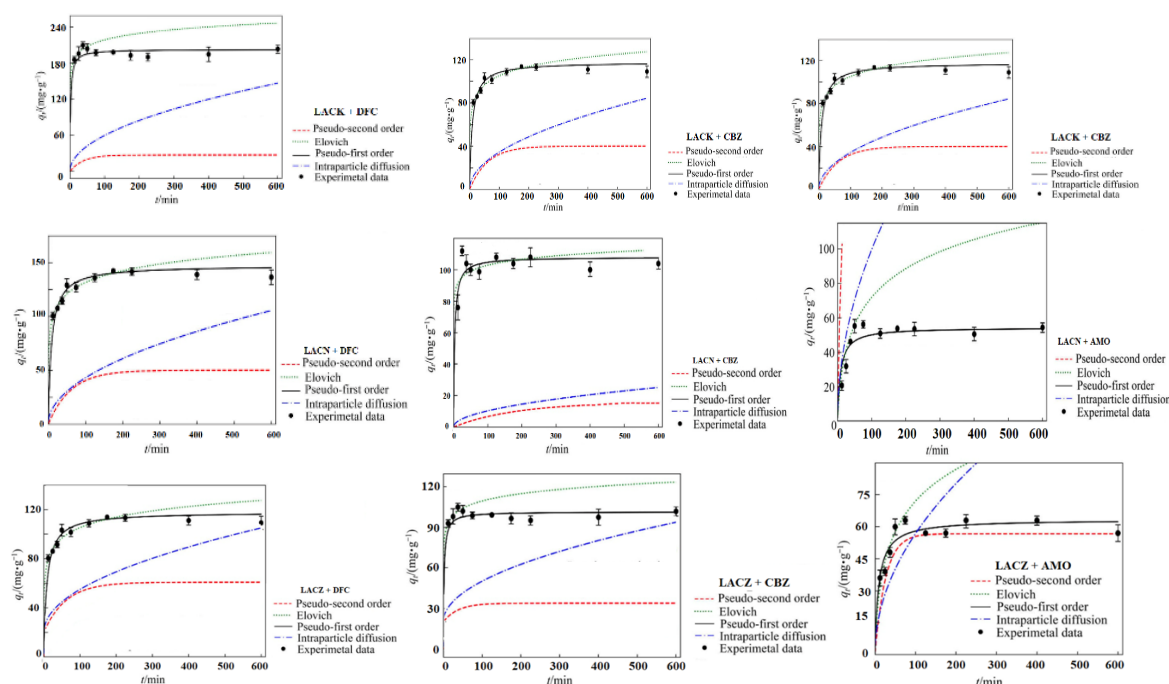 240
180
120
60
0
qt/(mg•g⁻¹)
0 100 200 300 400 500 600
t/min
LACK + DFC
Pseudo-second order
Elovich
Pseudo-first order
Intraparticle diffusion
Experimetal data
120
80
40
0
qt/(mg•g⁻¹)
0 100 200 300 400 500 600
t/min
LACK + CBZ
Pseudo-second order
Elovich
Pseudo-first order
Intraparticle diffusion
Experimetal data
120
80
40
0
qt/(mg•g⁻¹)
0 100 200 300 400 500 600
t/min
LACK + CBZ
Pseudo-second order
Elovich
Pseudo-first order
Intraparticle diffusion
Experimetal data
150
100
50
0
qt/(mg•g⁻¹)
0 100 200 300 400 500 600
t/min
LACN + DFC
Pseudo-second order
Elovich
Pseudo-first order
Intraparticle diffusion
Experimetal data
120
100
80
60
40
20
0
qt/(mg•g⁻¹)
0 100 200 300 400 500 600
t/min
LACN + CBZ
Pseudo-second order
Elovich
Pseudo-first order
Intraparticle diffusion
Experimetal data
100
80
60
40
20
0
qt/(mg•g⁻¹)
0 100 200 300 400 500 600
t/min
LACN + AMO
Pseudo-second order
Elovich
Pseudo-first order
Intraparticle diffusion
Experimetal data
120
80
40
0
qt/(mg•g⁻¹)
0 100 200 300 400 500 600
t/min
LACZ + DFC
Pseudo-second order
Elovich
Pseudo-first order
Intraparticle diffusion
Experimetal data
120
90
60
30
0
qt/(mg•g⁻¹)
0 100 200 300 400 500 600
t/min
LACZ + CBZ
Pseudo-second order
Elovich
Pseudo-first order
Intraparticle diffusion
Experimetal data
75
60
45
30
15
0
qt/(mg•g⁻¹)
0 100 200 300 400 500 600
t/min
LACZ + AMO
Pseudo-second order
Elovich
Pseudo-first order
Intraparticle diffusion
Experimetal data